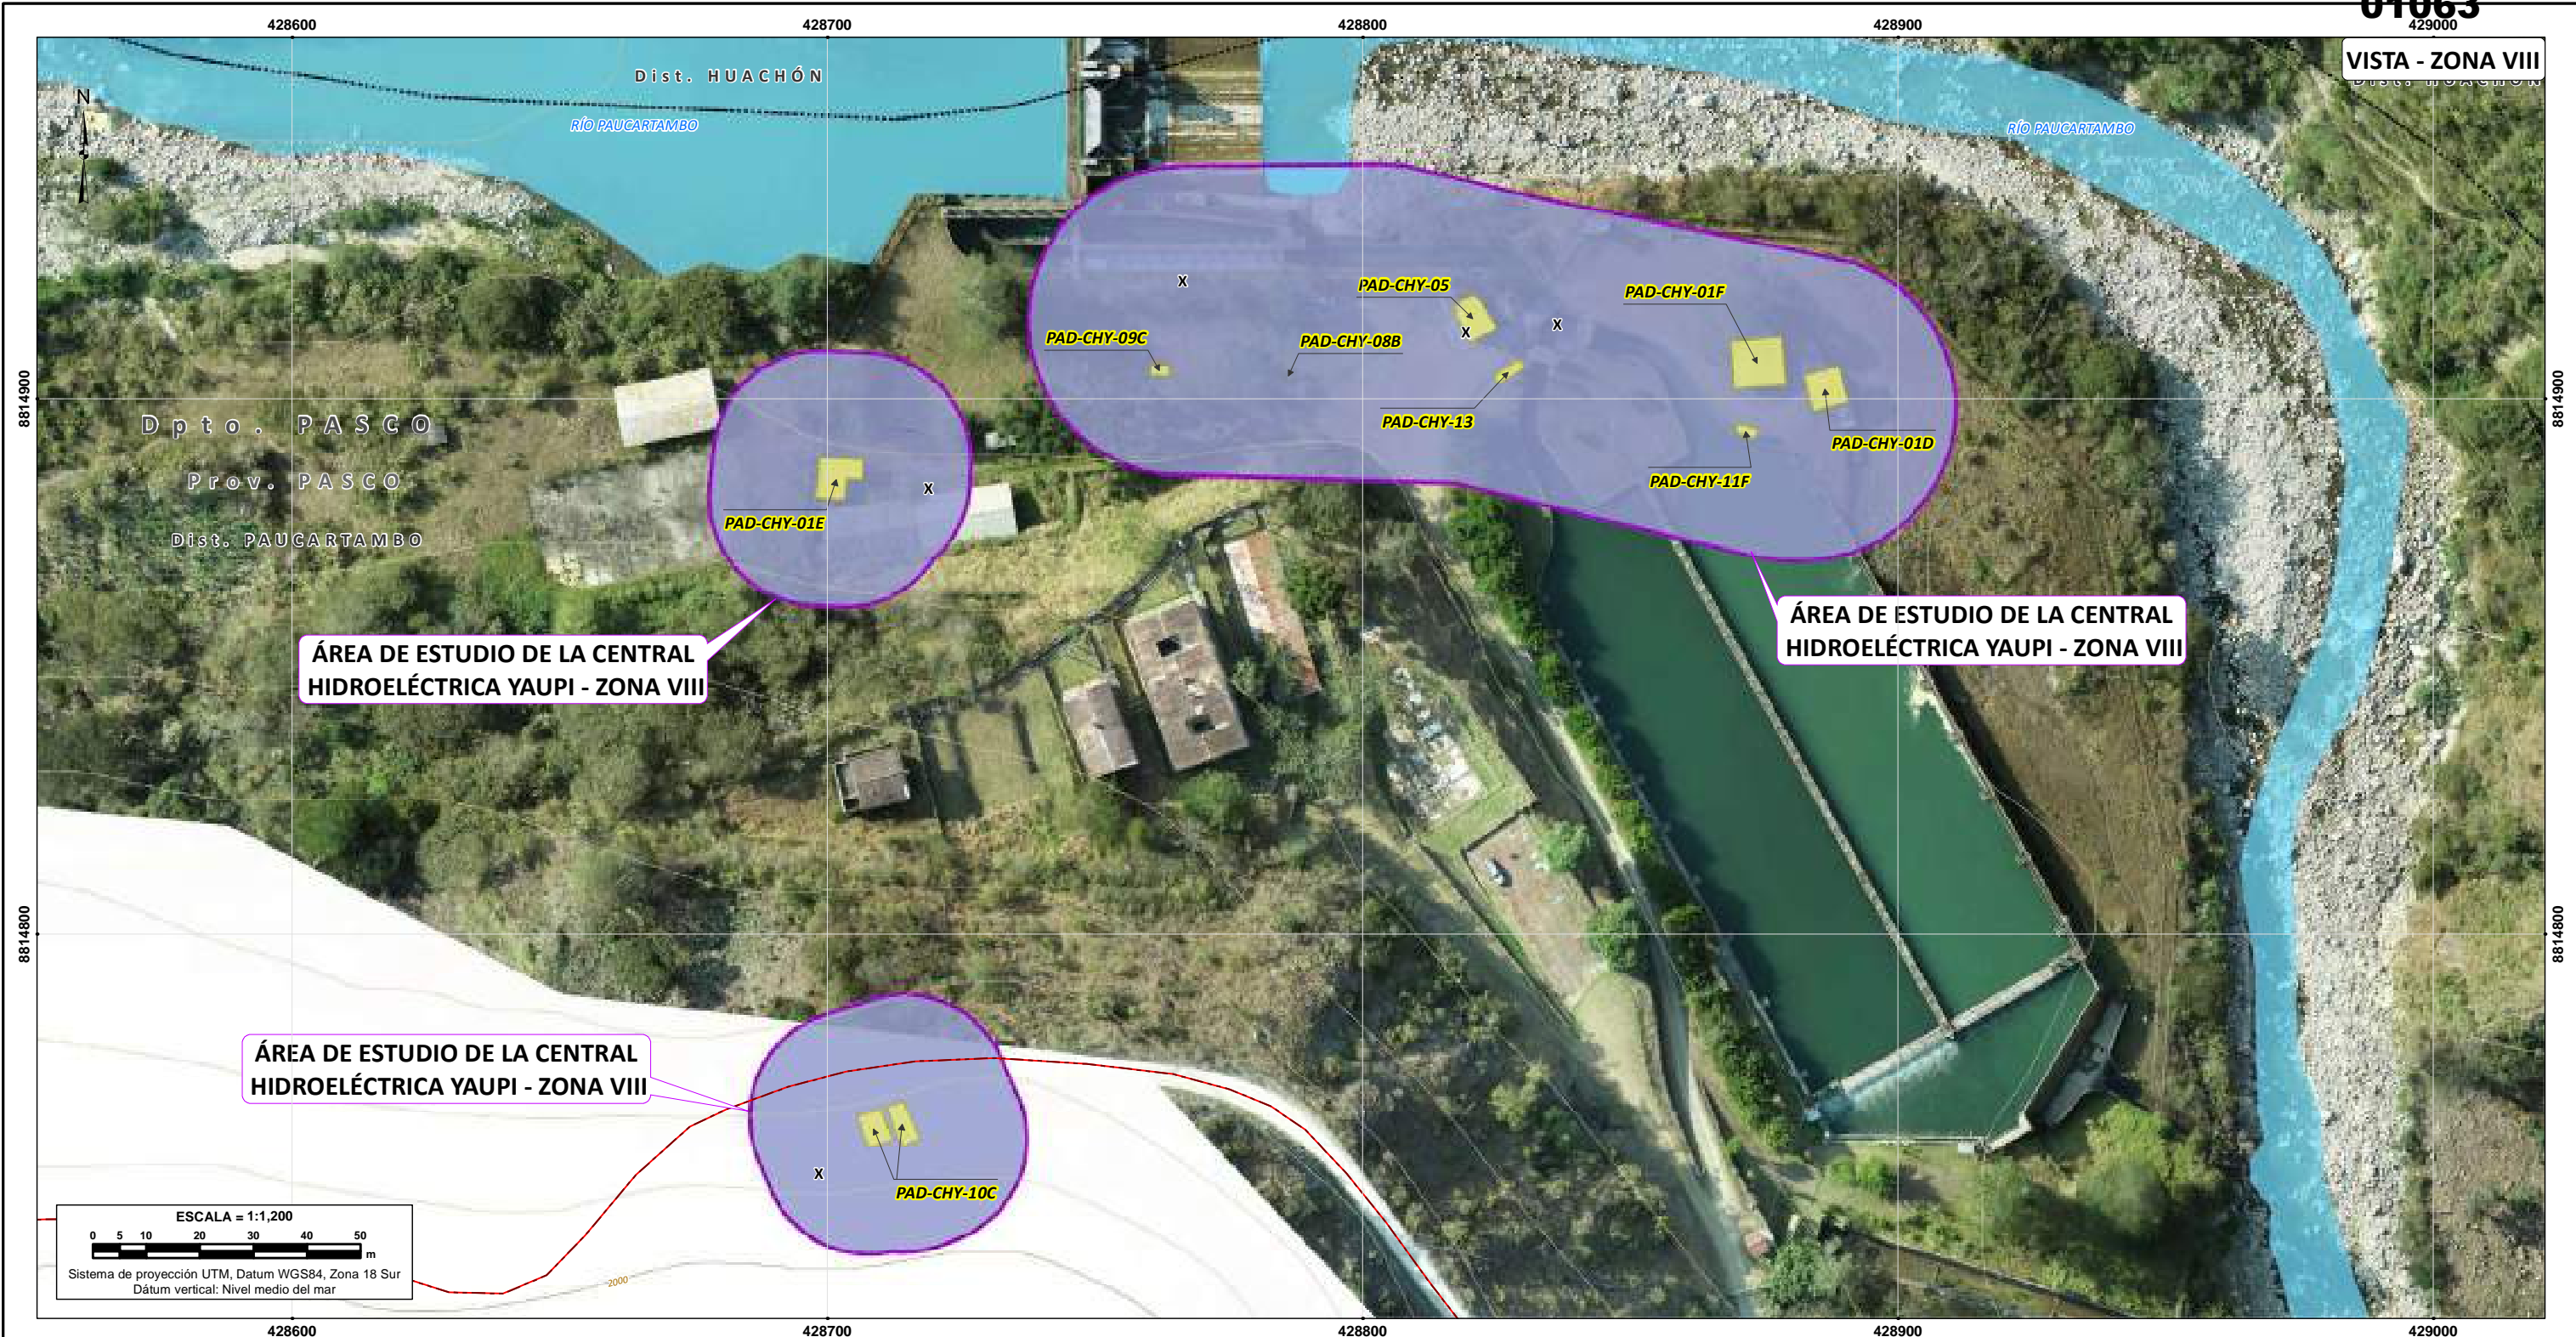 01063
428600 428700 428800 428900 429000
VISTA - ZONA VIII
Dist. HUACHÓN
Dist. HUACHÓN
N
RÍO PAUCARTAMBO
RÍO PAUCARTAMBO
X
PAD-CHY-05
PAD-CHY-01F
X
X
PAD-CHY-09C
PAD-CHY-08B
8814900
8814900
Dpto. PASCO
PAD-CHY-13
PAD-CHY-01D
Prov. PASCO
PAD-CHY-11F
X
PAD-CHY-01E
Dist. PAUCARTAMBO
ÁREA DE ESTUDIO DE LA CENTRAL
HIDROELÉCTRICA YAUPI - ZONA VIII
ÁREA DE ESTUDIO DE LA CENTRAL
HIDROELÉCTRICA YAUPI - ZONA VIII
8814800
8814800
ÁREA DE ESTUDIO DE LA CENTRAL
HIDROELÉCTRICA YAUPI - ZONA VIII
X
PAD-CHY-10C
ESCALA = 1:1,200
0 5 10 20 30 40 50
m
Sistema de proyección UTM, Datum WGS84, Zona 18 Sur
Dátum vertical: Nivel medio del mar
2000
428600 428700 428800 428900 429000